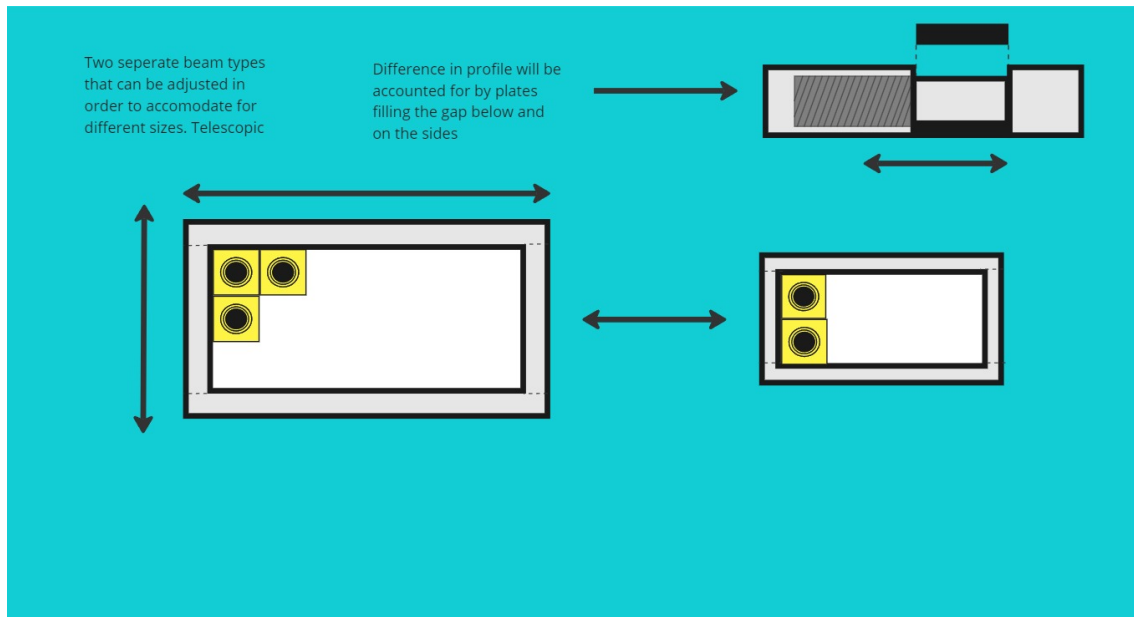 Two seperate beam types
that can be adjusted in
order to accomodate for
different sizes. Telescopic
Difference in profile will be
accounted for by plates
filling the gap below and
on the sides